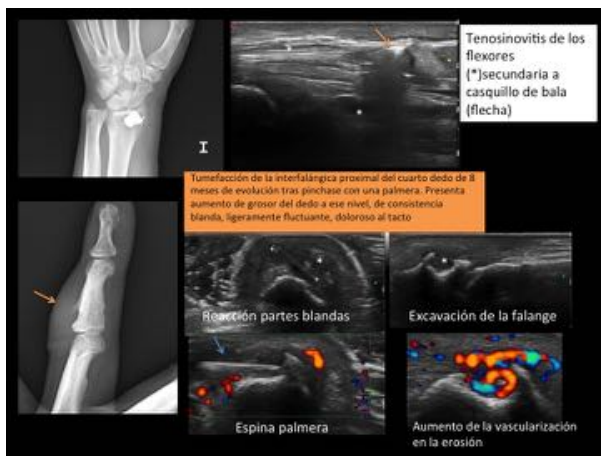 Tenosinovitis de los
flexores
(*)secundaria a
casquillo de bala
(flecha)
I
Tumefacción de la interfalángica proximal del cuarto dedo de 8
meses de evolución tras pinchase con una palmera. Presenta
aumento de grosor del dedo a ese nivel, de consistencia
blanda, ligeramente fluctuante, doloroso al tacto
Reacción partes blandas
Excavación de la falange
Espina palmera
Aumento de la vascularización
en la erosión